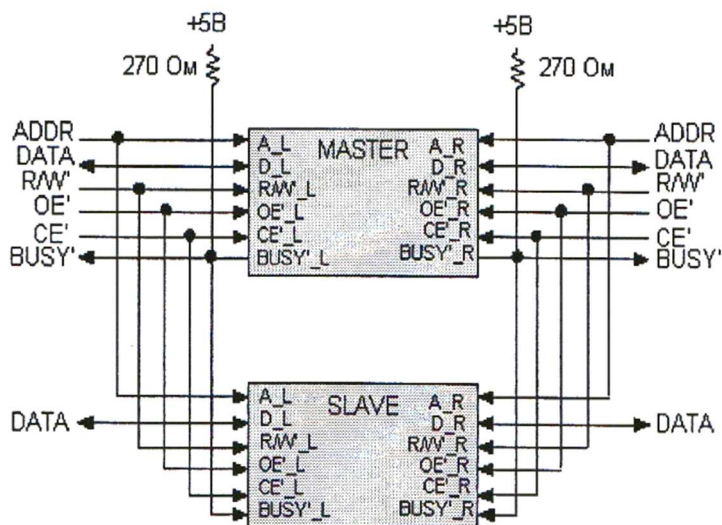 +5В +5В
270 Ом 270 Ом
ADDR A_L MASTER A_R ADDR
DATA D_L D_R DATA
R/W' R/W'_L R/W'_R R/W'
OE' OE'_L OE'_R OE'
CE' CE'_L CE'_R CE'
BUSY' BUSY'_L BUSY'_R BUSY'
A_L SLAVE A_R
DATA D_L D_R DATA
R/W'_L R/W'_R
OE'_L OE'_R
CE'_L CE'_R
BUSY'_L BUSY'_R